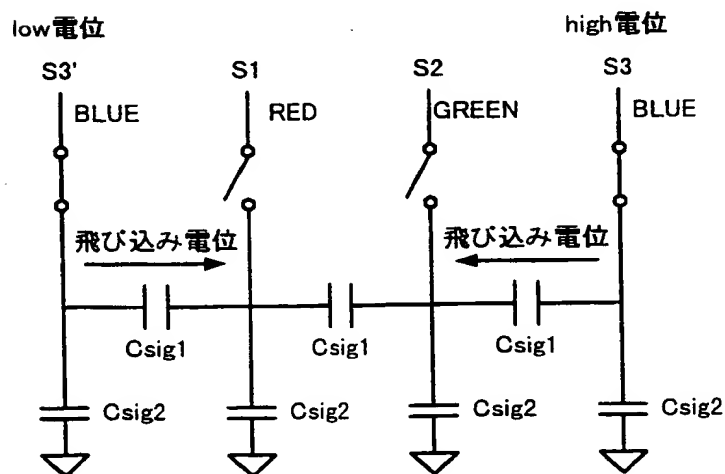 low電位
high電位
S3'
S1
S2
S3
BLUE
RED
GREEN
BLUE
飛び込み電位
飛び込み電位
Csig1
Csig1
Csig1
Csig2
Csig2
Csig2
Csig2